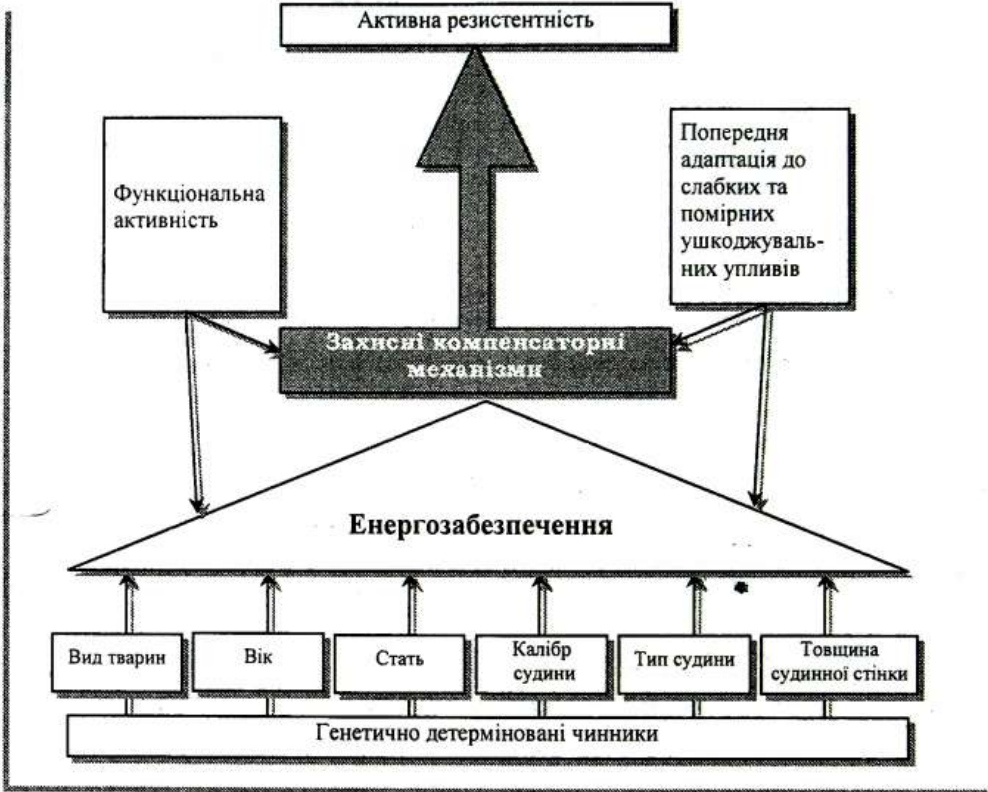 Активна резистентність
Функціональна
активність
Попередня
адаптація до
слабких та
помірних
ушкоджуваль-
них упливів
Захисні компенсаторні
механізми
Енергозабезпечення
Вид тварин
Вік
Стать
Калібр
судини
Тип судини
Товщина
судинної стінки
Генетично детерміновані чинники